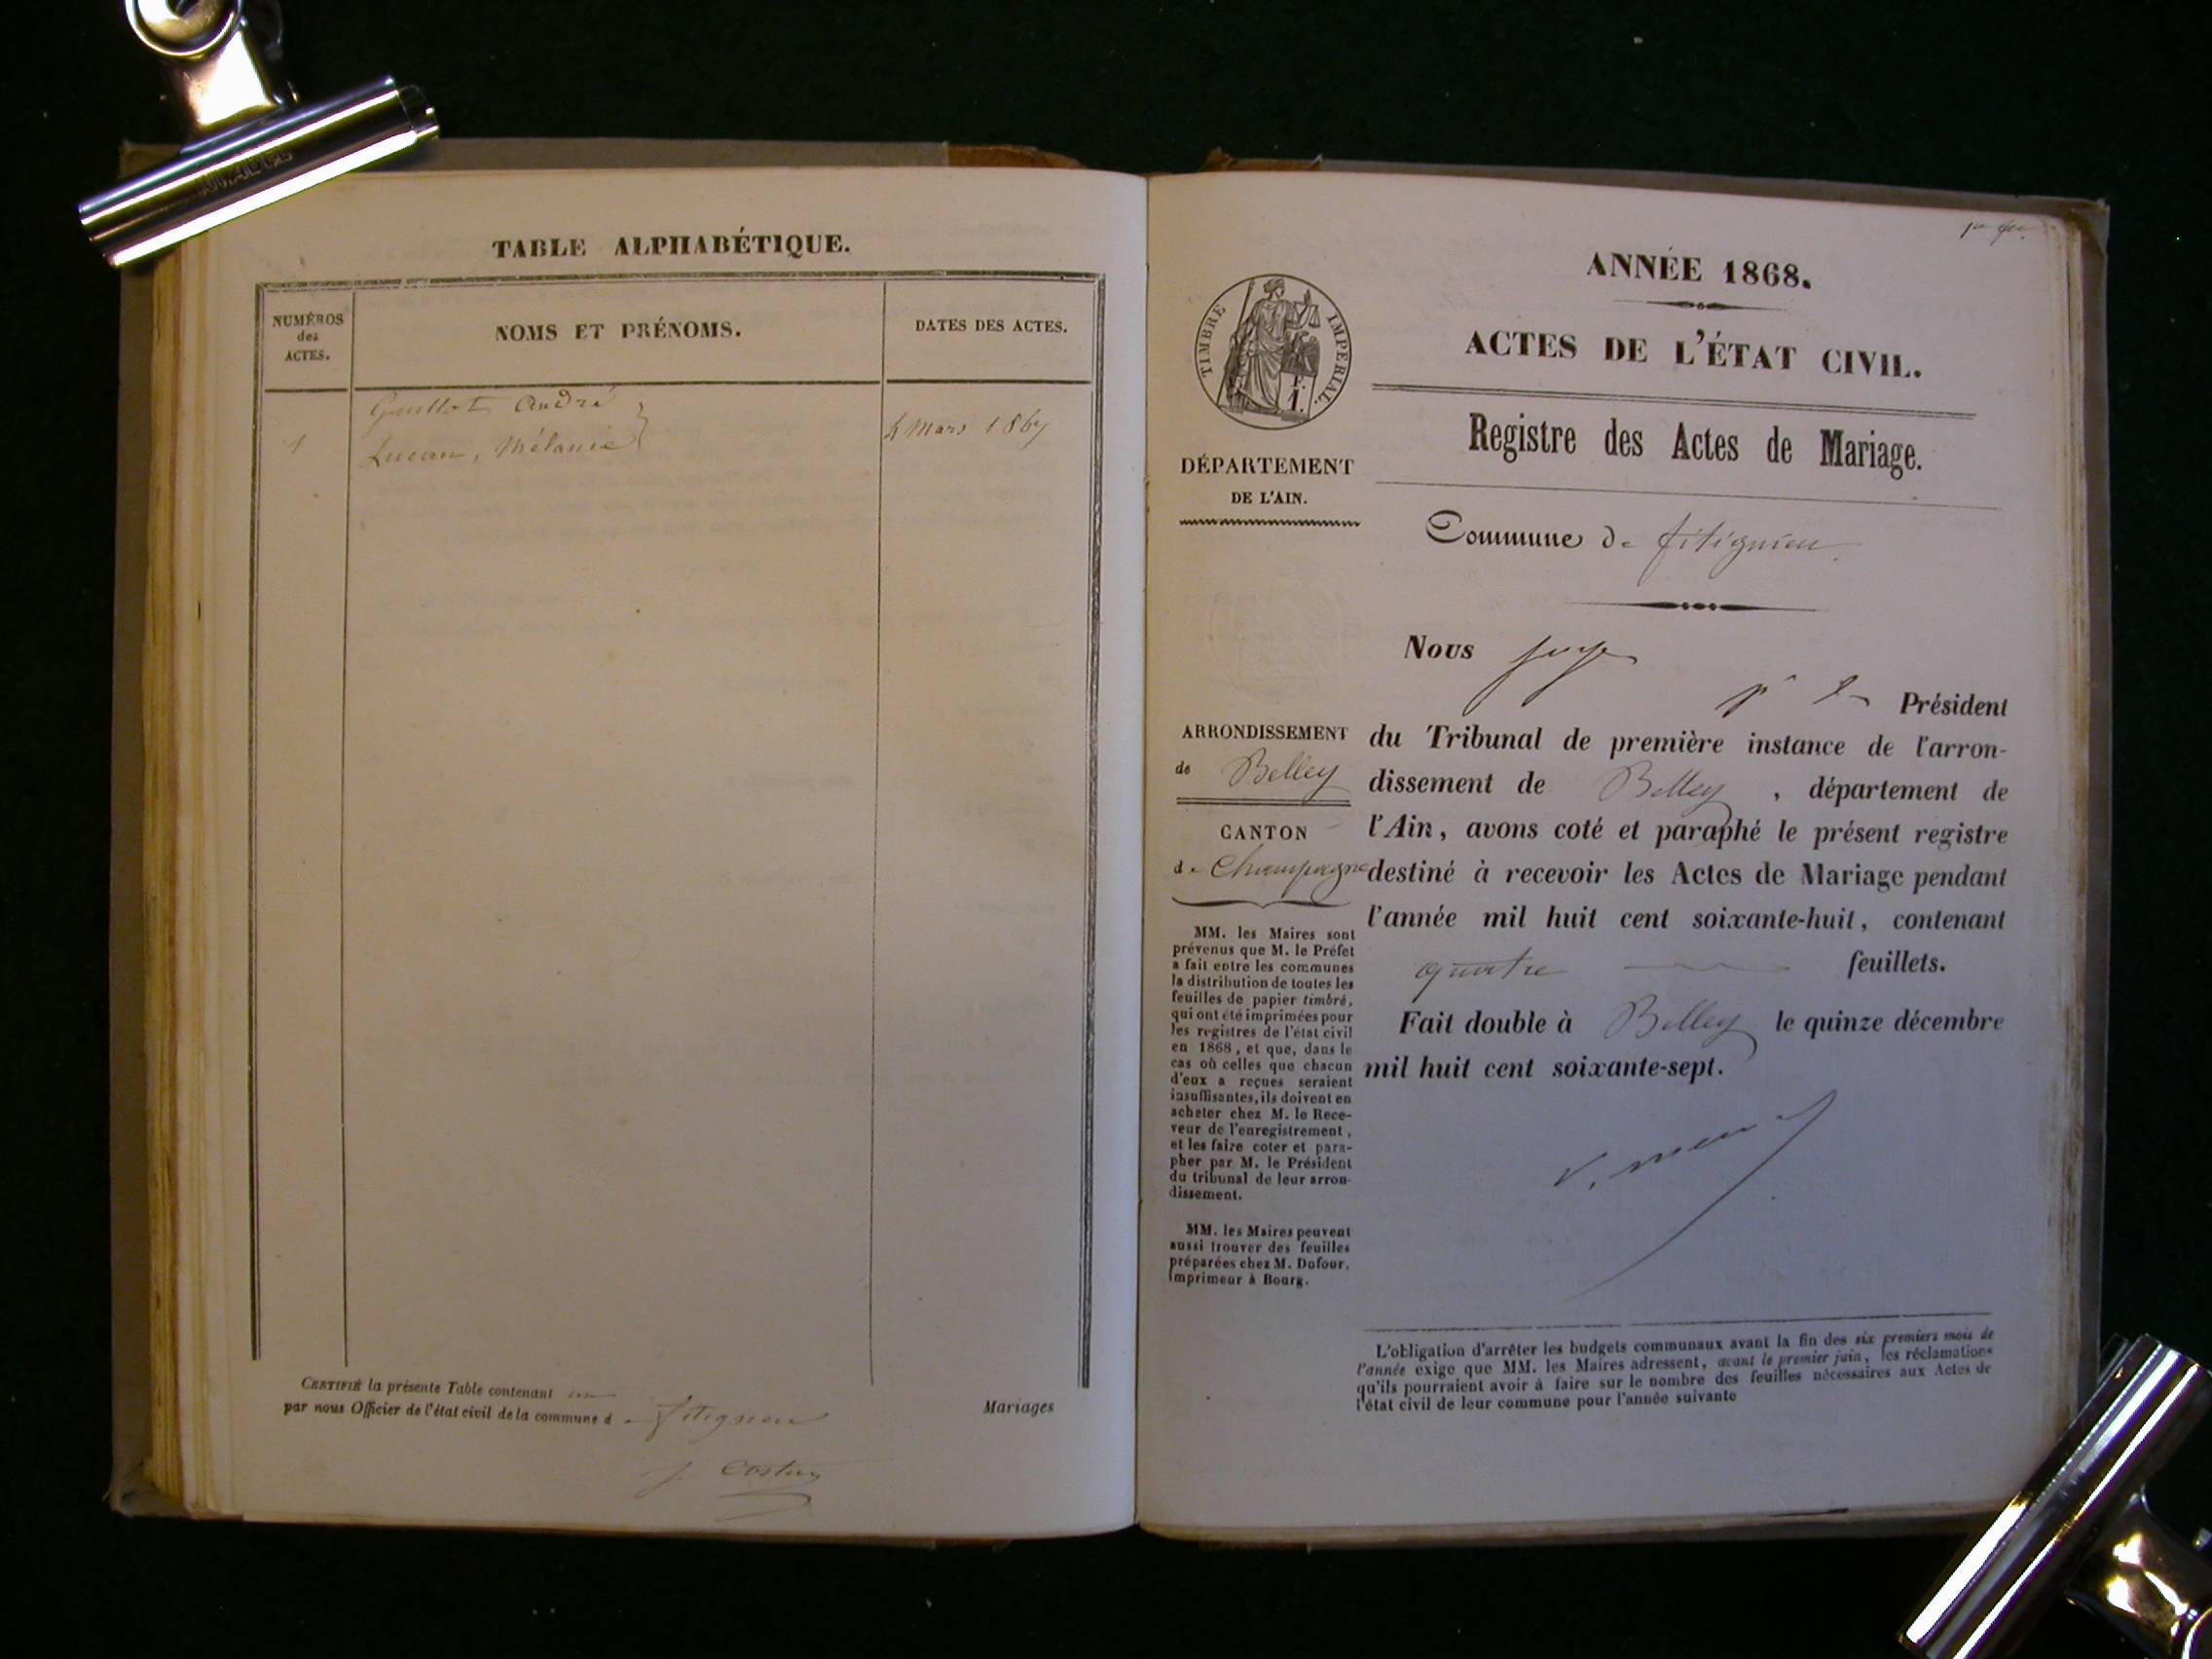 TABLE ALPHABÉTIQUE.
NUMÉROS
des
ACTES.
NOMS ET PRÉNOMS.
DATES DES ACTES.
Guillot, André
1
Mélanie
4 Mars 1867
CERTIFIÉ la présente Table contenant un
Mariages
par nous Officier de l'état civil de la commune de fitignieu
J Costaz
1er feu.
ANNÉE 1868.
ACTES DE L'ÉTAT CIVIL.
Registre des Actes de Mariage.
TIMBRE IMPÉRIAL.
F.
1.
DÉPARTEMENT
DE L'AIN.
Commune de fitignieu.
Nous juge
pr le Président
du Tribunal de première instance de l'arron-
dissement de Belley, département de
l'Ain, avons coté et paraphé le présent registre
destiné à recevoir les Actes de Mariage pendant
l'année mil huit cent soixante-huit, contenant
quatre feuillets.
Fait double à Belley le quinze décembre
mil huit cent soixante-sept.
ARRONDISSEMENT
de Belley
CANTON
de Champagne
MM. les Maires sont
prévenus que M. le Préfet
a fait entre les communes
la distribution de toutes les
feuilles de papier timbré,
qui ont été imprimées pour
les registres de l'état civil
en 1868, et que, dans le
cas où celles que chacun
d'eux a reçues seraient
insuffisantes, ils doivent en
acheter chez M. le Rece-
veur de l'enregistrement,
et les faire coter et para-
pher par M. le Président
du tribunal de leur arron-
dissement.
MM. les Maires peuvent
aussi trouver des feuilles
préparées chez M. Dufour,
Imprimeur à Bourg.
L'obligation d'arrêter les budgets communaux avant la fin des six premiers mois de
l'année exige que MM. les Maires adressent, avant le premier juin, les réclamations
qu'ils pourraient avoir à faire sur le nombre des feuilles nécessaires aux Actes de
l'état civil de leur commune pour l'année suivante